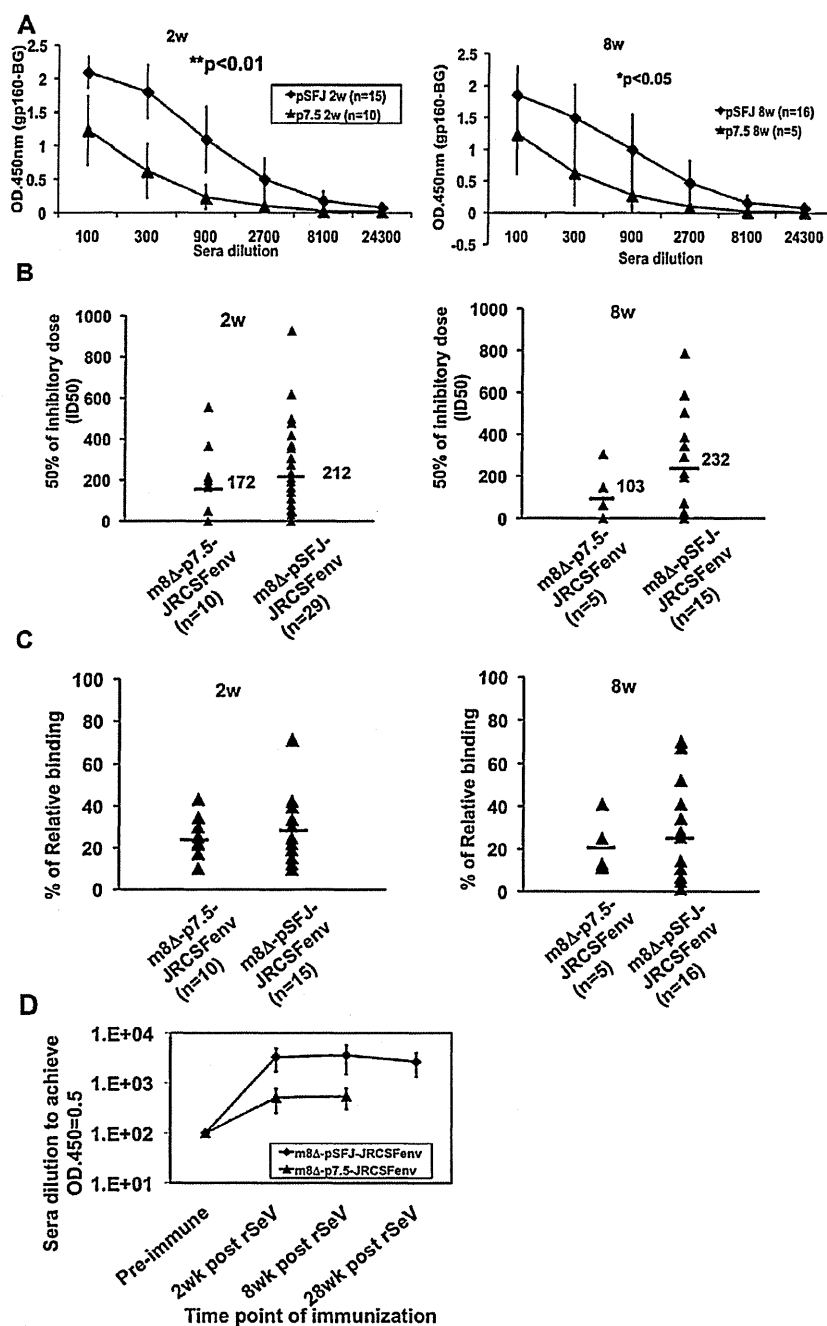 A
2w
OD.450nm (gp160-BG)
2.5
2
1.5
1
0.5
0
**p<0.01
pSFJ 2w (n=15)
p7.5 2w (n=10)
100 300 900 2700 8100 24300
Sera dilution
8w
OD.450nm (gp160-BG)
2.5
2
1.5
1
0.5
0
-0.5
*p<0.05
pSFJ 8w (n=16)
p7.5 8w (n=5)
100 300 900 2700 8100 24300
Sera dilution
B
2w
50% of inhibitory dose
(ID50)
1000
800
600
400
200
0
172
212
m8Δ-p7.5-
JRCSFenv
(n=10)
m8Δ-pSFJ-
JRCSFenv
(n=29)
8w
50% of inhibitory dose
(ID50)
1000
800
600
400
200
0
103
232
m8Δ-p7.5-
JRCSFenv
(n=5)
m8Δ-pSFJ-
JRCSFenv
(n=15)
C
2w
% of Relative binding
100
80
60
40
20
0
m8Δ-p7.5-
JRCSFenv
(n=10)
m8Δ-pSFJ-
JRCSFenv
(n=15)
8w
% of Relative binding
100
80
60
40
20
0
m8Δ-p7.5-
JRCSFenv
(n=5)
m8Δ-pSFJ-
JRCSFenv
(n=16)
D
Sera dilution to achieve
OD.450=0.5
1.E+04
1.E+03
1.E+02
1.E+01
m8Δ-pSFJ-JRCSFenv
m8Δ-p7.5-JRCSFenv
Pre-immune
2wk post rSeV
8wk post rSeV
28wk post rSeV
Time point of immunization